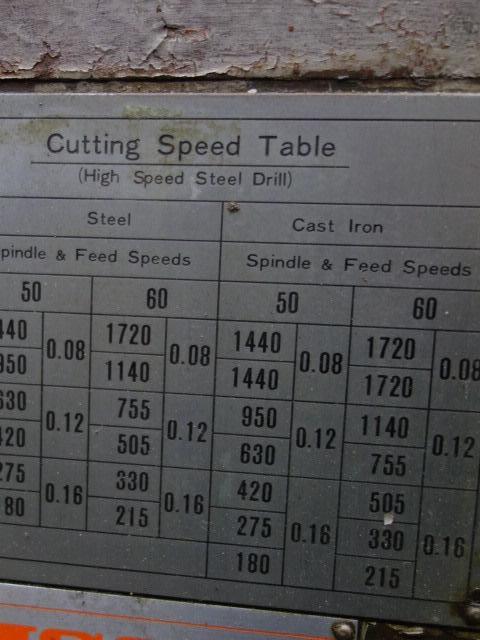 Cutting Speed Table
(High Speed Steel Drill)
Steel Cast Iron
pindle & Feed Speeds Spindle & Feed Speeds
50 60 50 60
440 0.08 1720 0.08 1440 0.08 1720 0.08
950 1140 1440 1720
630 0.12 755 0.12 950 0.12 1140 0.12
420 505 630 755
275 0.16 330 0.16 420 0.16 505 0.16
80 215 275 330
180 215